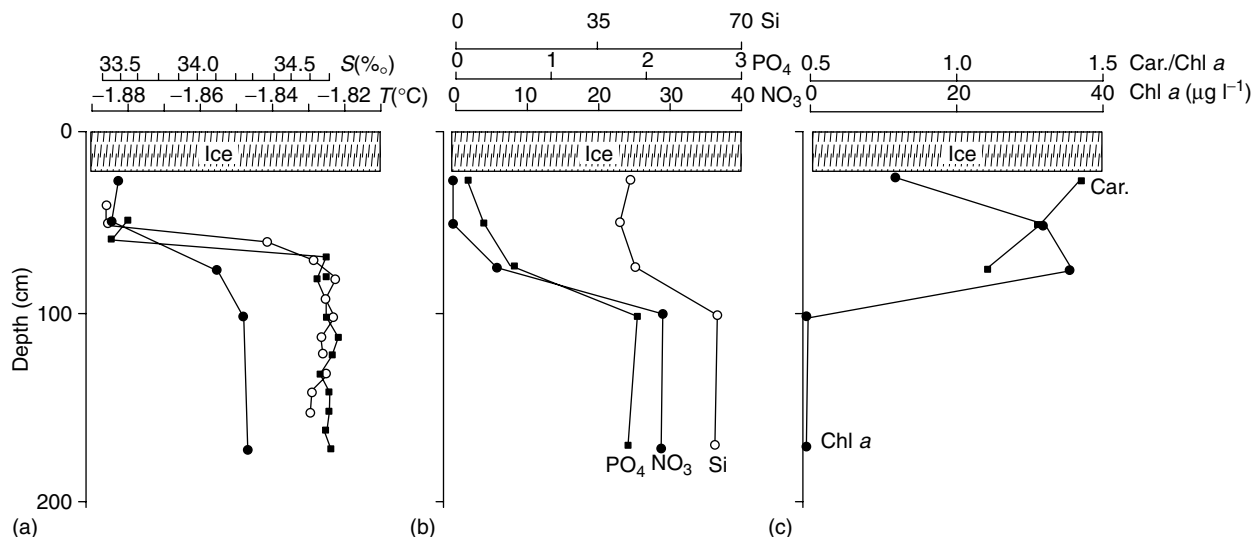 0 35 70 Si
33.5 34.1 34.6 S(‰)
0 1 2 3 PO₄
0.5 1.0 1.5 Car./Chl a
−1.88 −1.86 −1.84 −1.82 T(°C)
0 10 20 30 40 NO₃
0 20 40 Chl a (μg l⁻¹)
0
Ice
Ice
Ice
Car.
Depth (cm)
100
PO₄ NO₃ Si
Chl a
200
(a) (b) (c)